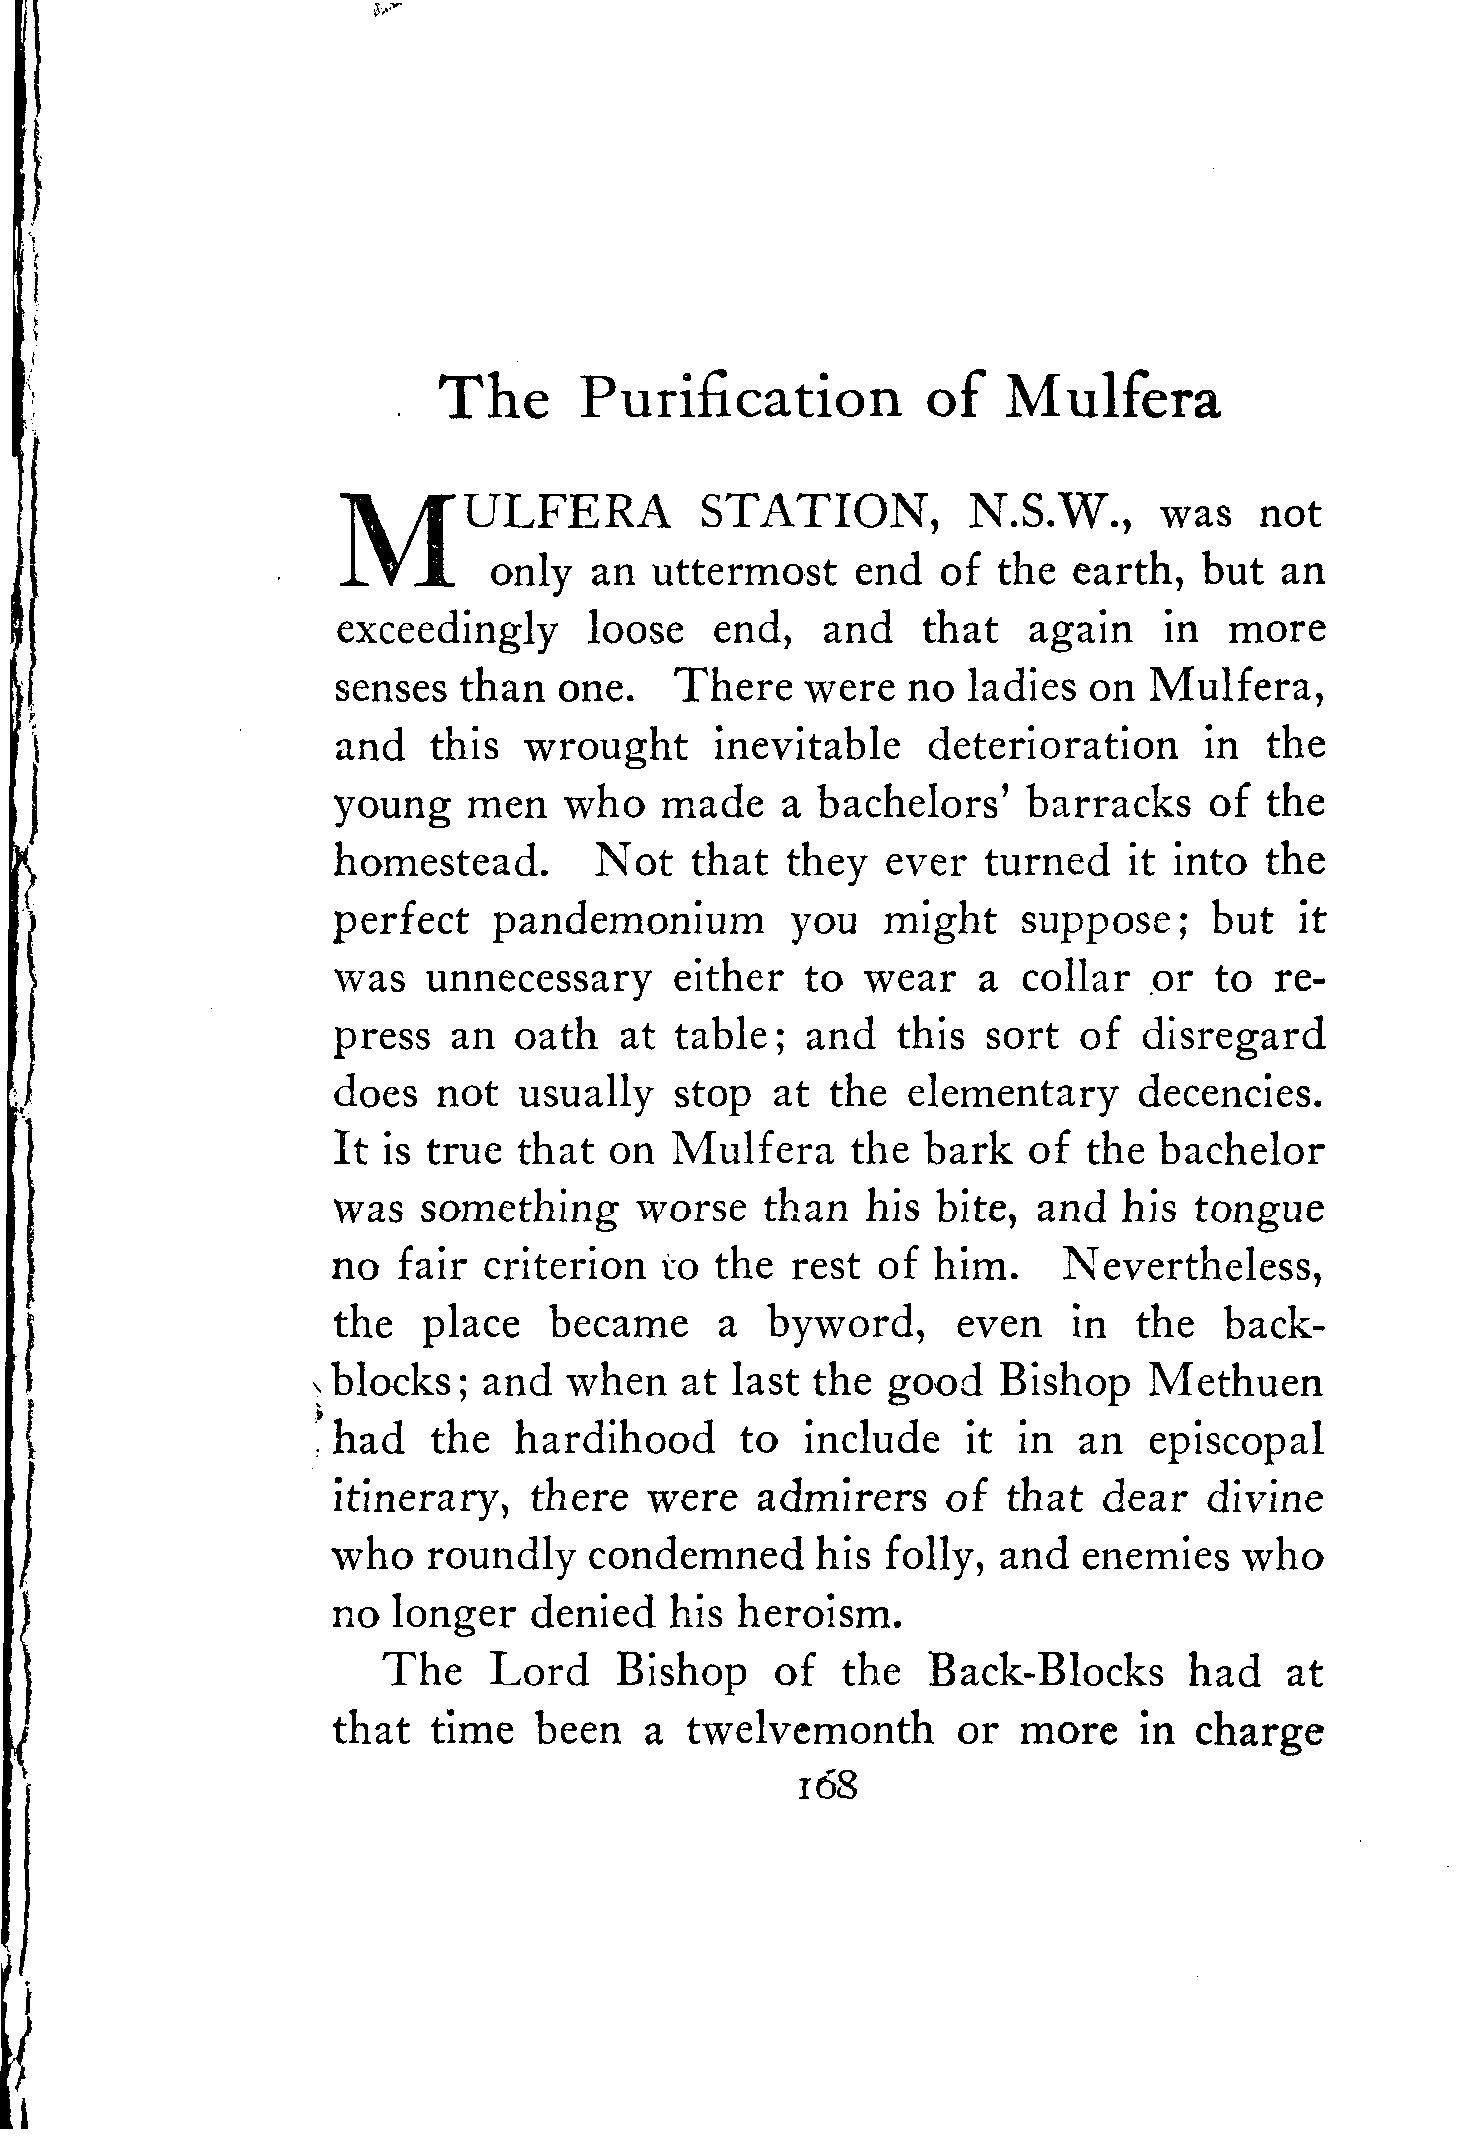 The Purification of Mulfera
MULFERA STATION, N.S.W., was not
only an uttermost end of the earth, but an
exceedingly loose end, and that again in more
senses than one. There were no ladies on Mulfera,
and this wrought inevitable deterioration in the
young men who made a bachelors' barracks of the
homestead. Not that they ever turned it into the
perfect pandemonium you might suppose; but it
was unnecessary either to wear a collar or to re-
press an oath at table; and this sort of disregard
does not usually stop at the elementary decencies.
It is true that on Mulfera the bark of the bachelor
was something worse than his bite, and his tongue
no fair criterion to the rest of him. Nevertheless,
the place became a byword, even in the back-
blocks; and when at last the good Bishop Methuen
had the hardihood to include it in an episcopal
itinerary, there were admirers of that dear divine
who roundly condemned his folly, and enemies who
no longer denied his heroism.
The Lord Bishop of the Back-Blocks had at
that time been a twelvemonth or more in charge
168